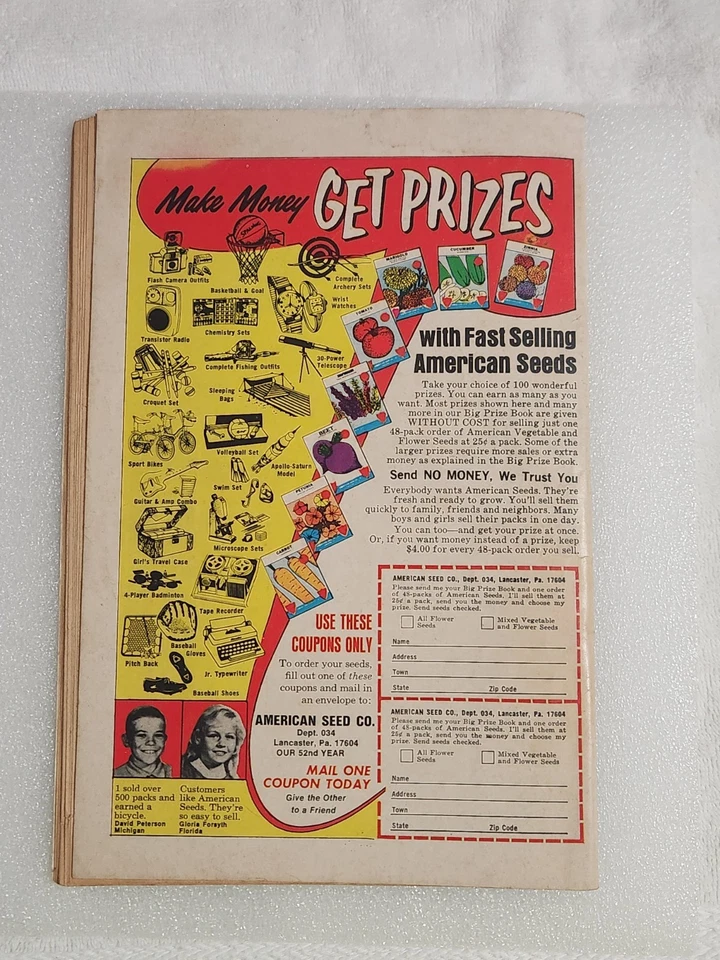 Make Money GET PRIZES
SPALDING
Flash Camera Outfits
Basketball & Goal
Complete
Archery Sets
Wrist
Watches
Transistor Radio
Chemistry Sets
Complete Fishing Outfits
30-Power
Telescope
Croquet Set
Sleeping
Bags
Sport Bikes
Volleyball Set
Apollo-Saturn
Model
Swim Set
Guitar & Amp Combo
Microscope Sets
Girl's Travel Case
4-Player Badminton
Tape Recorder
Pitch Back
Baseball
Gloves
Jr. Typewriter
Baseball Shoes
MARIGOLD
CUCUMBER
ZINNIA
TOMATO
BEET
PETUNIA
CARROT
with Fast Selling
American Seeds
Take your choice of 100 wonderful
prizes. You can earn as many as you
want. Most prizes shown here and many
more in our Big Prize Book are given
WITHOUT COST for selling just one
48-pack order of American Vegetable and
Flower Seeds at 25¢ a pack. Some of the
larger prizes require more sales or extra
money as explained in the Big Prize Book.
Send NO MONEY, We Trust You
Everybody wants American Seeds. They're
fresh and ready to grow. You'll sell them
quickly to family, friends and neighbors. Many
boys and girls sell their packs in one day.
You can too—and get your prize at once.
Or, if you want money instead of a prize, keep
$4.00 for every 48-pack order you sell.
USE THESE
COUPONS ONLY
To order your seeds,
fill out one of these
coupons and mail in
an envelope to:
AMERICAN SEED CO.
Dept. 034
Lancaster, Pa. 17604
OUR 52nd YEAR
MAIL ONE
COUPON TODAY
Give the Other
to a Friend
1 sold over
500 packs and
earned a
bicycle.
David Peterson
Michigan
Customers
like American
Seeds. They're
so easy to sell.
Gloria Forsyth
Florida
AMERICAN SEED CO., Dept. 034, Lancaster, Pa. 17604
Please send me your Big Prize Book and one order
of 48-packs of American Seeds. I'll sell them at
25¢ a pack, send you the money and choose my
prize. Send seeds checked.
All Flower
Seeds
Mixed Vegetable
and Flower Seeds
Name
Address
Town
State Zip Code
AMERICAN SEED CO., Dept. 034, Lancaster, Pa. 17604
Please send me your Big Prize Book and one order
of 48-packs of American Seeds. I'll sell them at
25¢ a pack, send you the money and choose my
prize. Send seeds checked.
All Flower
Seeds
Mixed Vegetable
and Flower Seeds
Name
Address
Town
State Zip Code